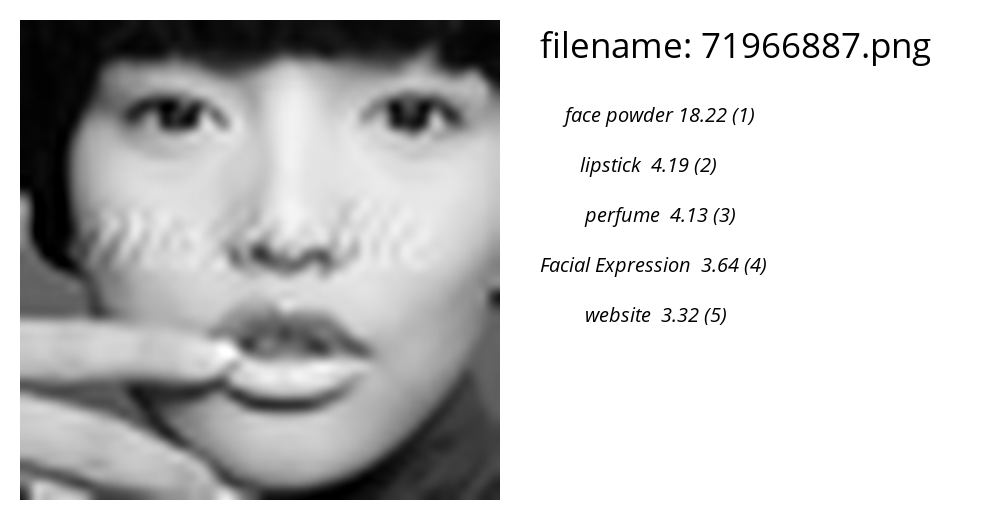 filename: 71966887.png
face powder 18.22 (1)
lipstick 4.19 (2)
perfume 4.13 (3)
Facial Expression 3.64 (4)
website 3.32 (5)